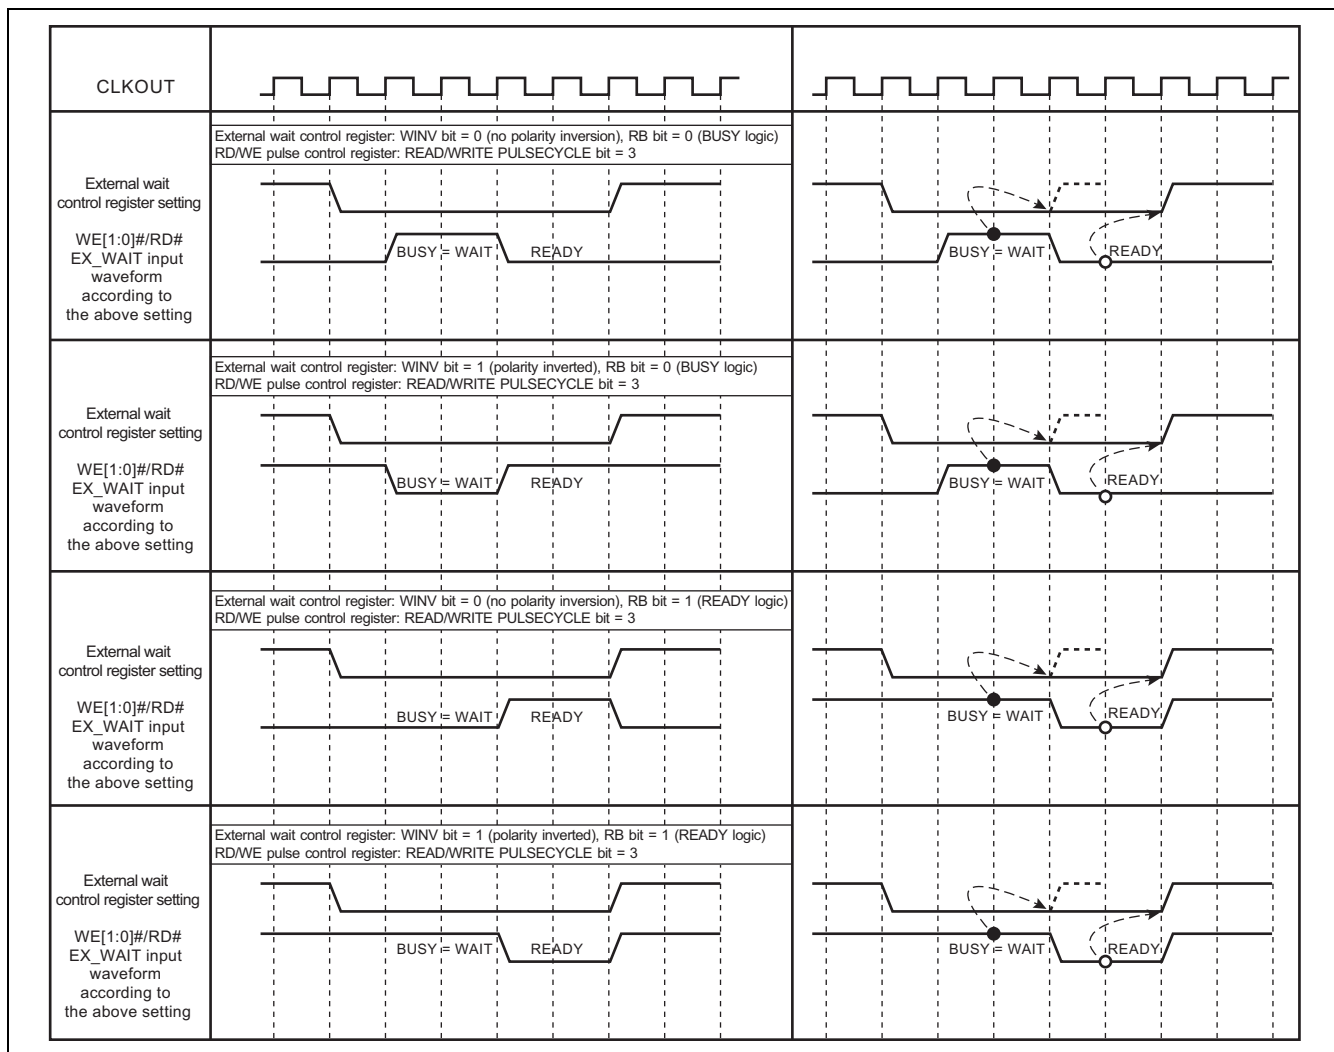 CLKOUT
External wait control register: WINV bit = 0 (no polarity inversion), RB bit = 0 (BUSY logic)
RD/WE pulse control register: READ/WRITE PULSECYCLE bit = 3
External wait
control register setting
WE[1:0]#/RD#
EX_WAIT input
waveform
according to
the above setting
BUSY = WAIT
READY
BUSY = WAIT
READY
External wait control register: WINV bit = 1 (polarity inverted), RB bit = 0 (BUSY logic)
RD/WE pulse control register: READ/WRITE PULSECYCLE bit = 3
External wait
control register setting
WE[1:0]#/RD#
EX_WAIT input
waveform
according to
the above setting
BUSY = WAIT
READY
BUSY = WAIT
READY
External wait control register: WINV bit = 0 (no polarity inversion), RB bit = 1 (READY logic)
RD/WE pulse control register: READ/WRITE PULSECYCLE bit = 3
External wait
control register setting
WE[1:0]#/RD#
EX_WAIT input
waveform
according to
the above setting
BUSY = WAIT
READY
BUSY = WAIT
READY
External wait control register: WINV bit = 1 (polarity inverted), RB bit = 1 (READY logic)
RD/WE pulse control register: READ/WRITE PULSECYCLE bit = 3
External wait
control register setting
WE[1:0]#/RD#
EX_WAIT input
waveform
according to
the above setting
BUSY = WAIT
READY
BUSY = WAIT
READY